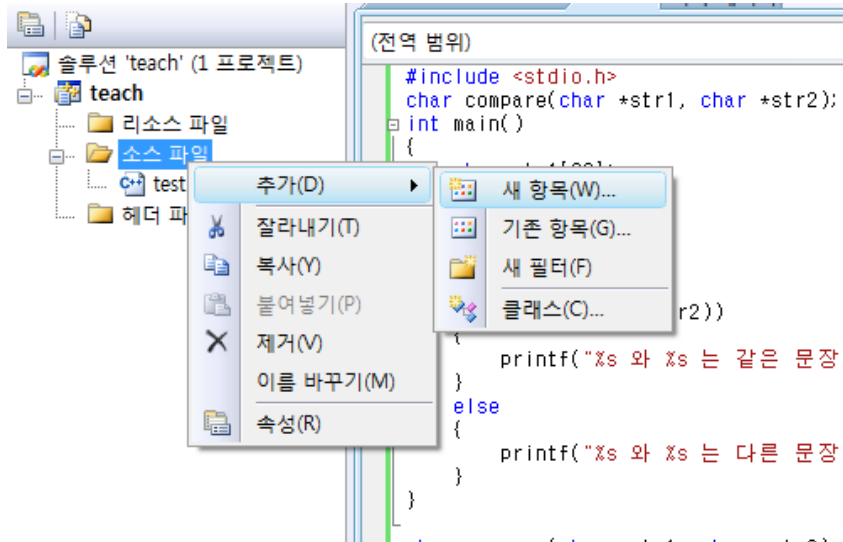 솔루션 'teach' (1 프로젝트)
teach
리소스 파일
소스 파일
test
헤더 파
추가(D)
잘라내기(T)
복사(Y)
붙여넣기(P)
제거(V)
이름 바꾸기(M)
속성(R)
새 항목(W)...
기존 항목(G)...
새 필터(F)
클래스(C)...
(전역 범위)
#include <stdio.h>
char compare(char *str1, char *str2);
int main()
{
r2))
{
printf("%s 와 %s 는 같은 문장
}
else
{
printf("%s 와 %s 는 다른 문장
}
}